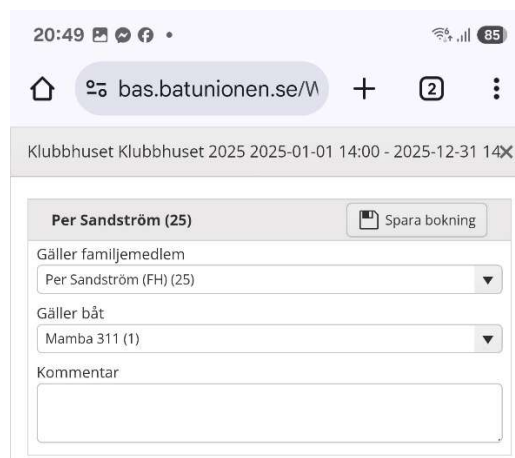 20:49
85
bas.batunionen.se/W
2
Klubbhuset Klubbhuset 2025 2025-01-01 14:00 - 2025-12-31 14
Per Sandström (25)
Spara bokning
Gäller familjemedlem
Per Sandström (FH) (25)
Gäller båt
Mamba 311 (1)
Kommentar